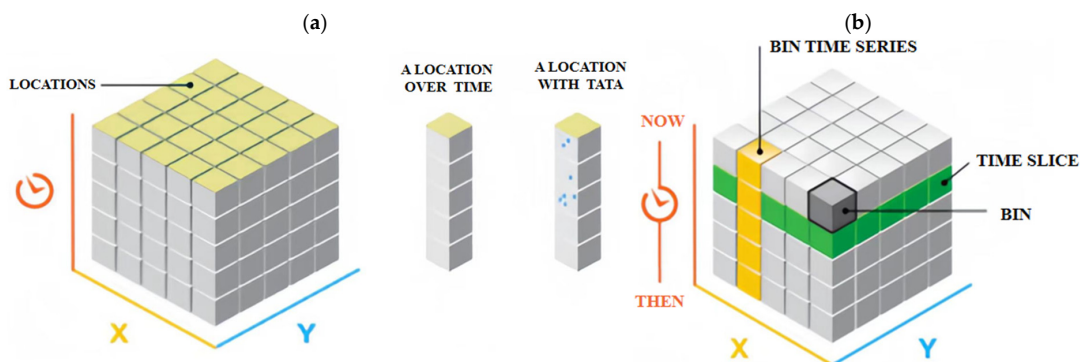 (a)
LOCATIONS
A LOCATION
OVER TIME
A LOCATION
WITH TATA
X
Y
(b)
BIN TIME SERIES
NOW
TIME SLICE
BIN
THEN
X
Y